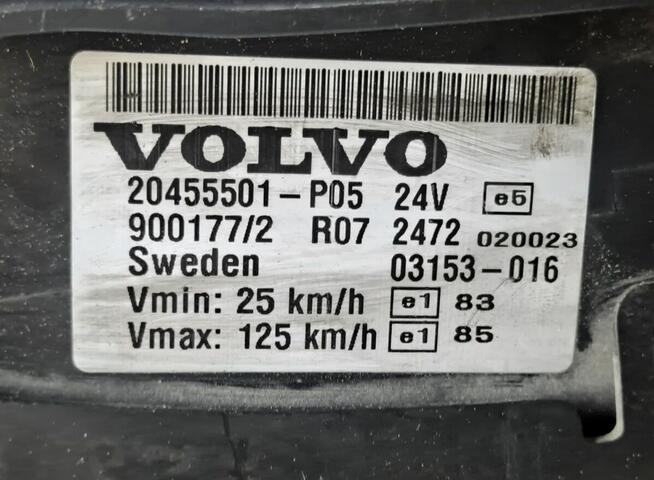 VOLVO
20455501-P05 24V e5
900177/2 R07 2472 020023
Sweden 03153-016
Vmin: 25 km/h e1 83
Vmax: 125 km/h e1 85